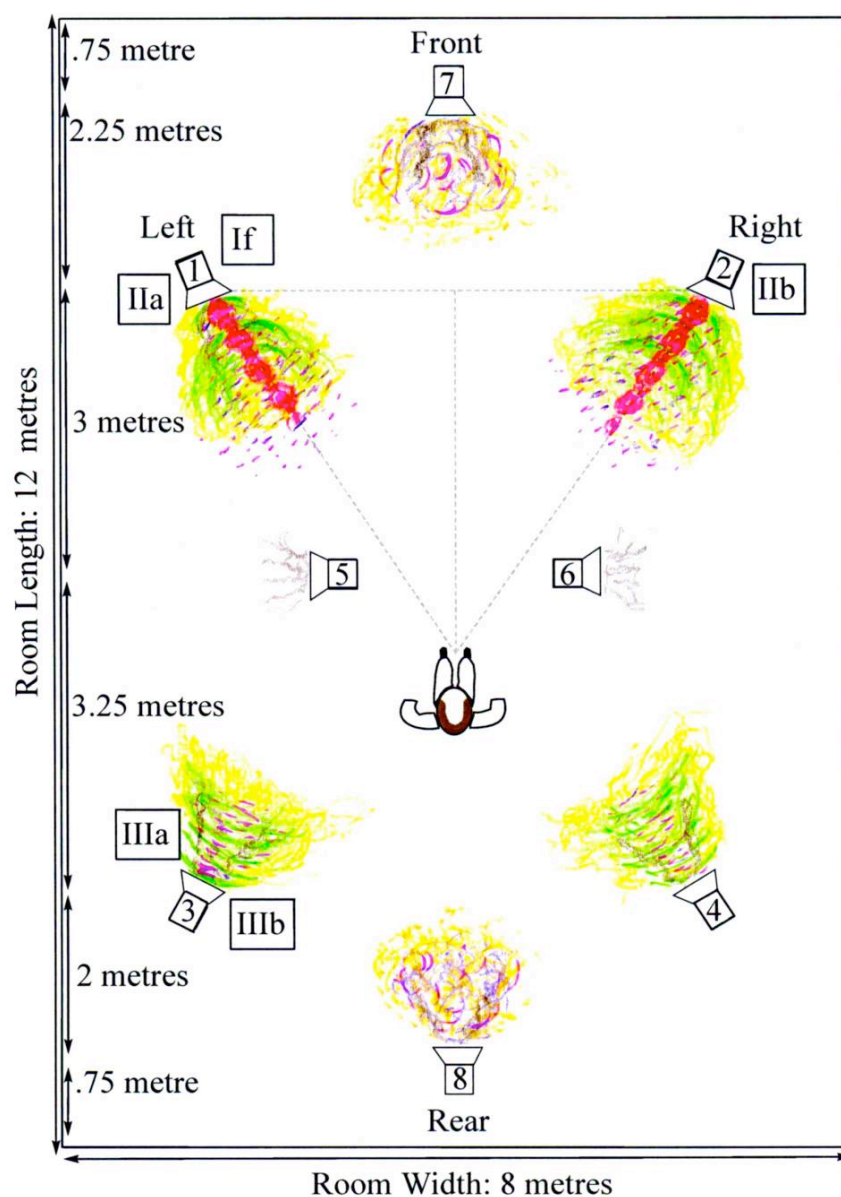 .75 metre
Front
7
2.25 metres
Left
If
Right
1
2
IIa
IIb
3 metres
Room Length: 12 metres
5
6
3.25 metres
IIIa
3
IIIb
4
2 metres
8
.75 metre
Rear
Room Width: 8 metres